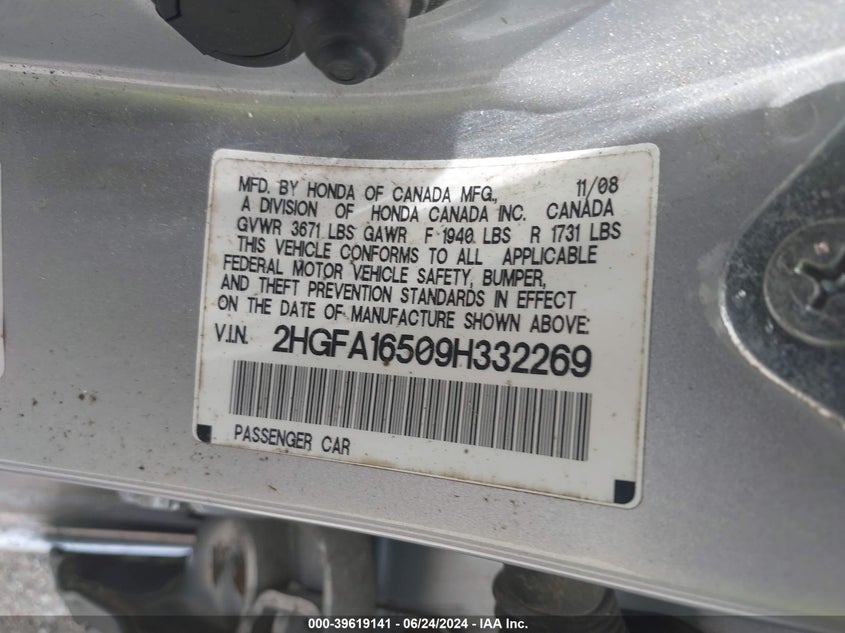 MFD. BY HONDA OF CANADA MFG., 11/08
A DIVISION OF HONDA CANADA INC. CANADA
GVWR 3671 LBS GAWR F 1940 LBS R 1731 LBS
THIS VEHICLE CONFORMS TO ALL APPLICABLE
FEDERAL MOTOR VEHICLE SAFETY, BUMPER,
AND THEFT PREVENTION STANDARDS IN EFFECT
ON THE DATE OF MANUFACTURE SHOWN ABOVE:
V.I.N. 2HGFA16509H332269
PASSENGER CAR
000-39619141 - 06/24/2024 - IAA Inc.